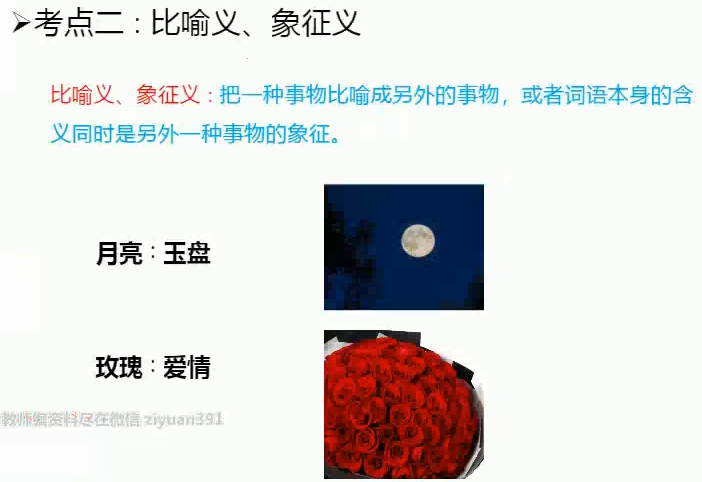 ➢考点二：比喻义、象征义
比喻义、象征义：把一种事物比喻成另外的事物，或者词语本身的含
义同时是另外一种事物的象征。
月亮：玉盘
玫瑰：爱情
教师编资料尽在微信 ziyuan391